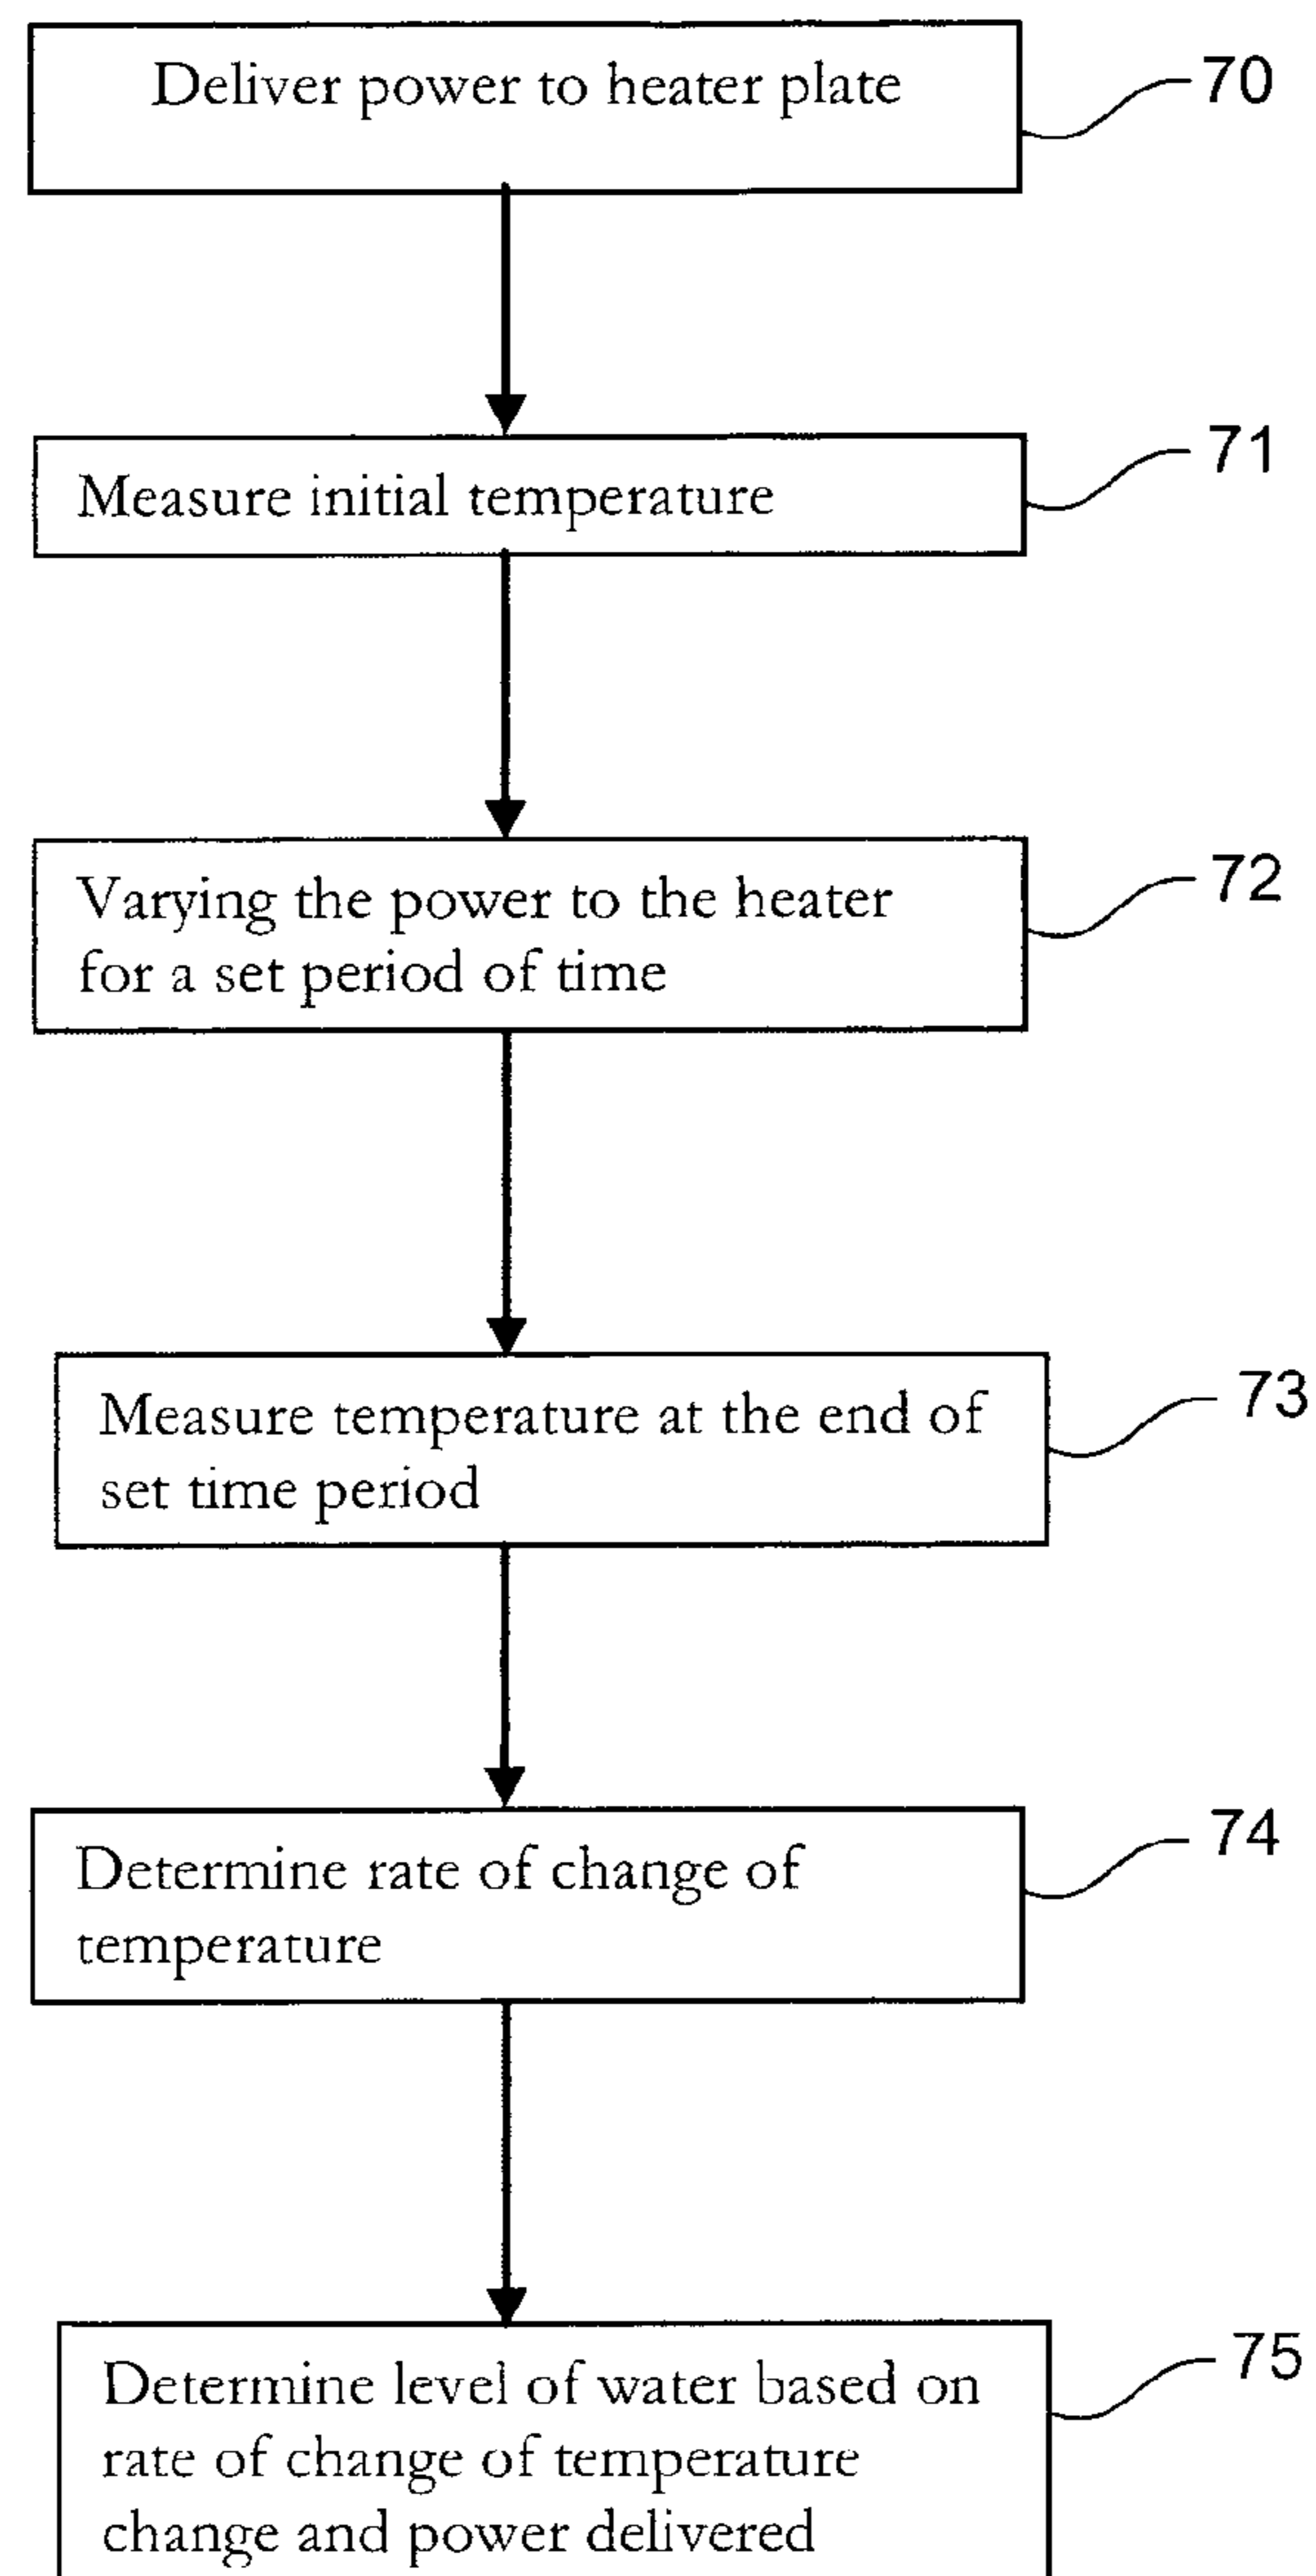 Deliver power to heater plate
70
Measure initial temperature
71
Varying the power to the heater
for a set period of time
72
Measure temperature at the end of
set time period
73
Determine rate of change of
temperature
74
Determine level of water based on
rate of change of temperature
change and power delivered
75